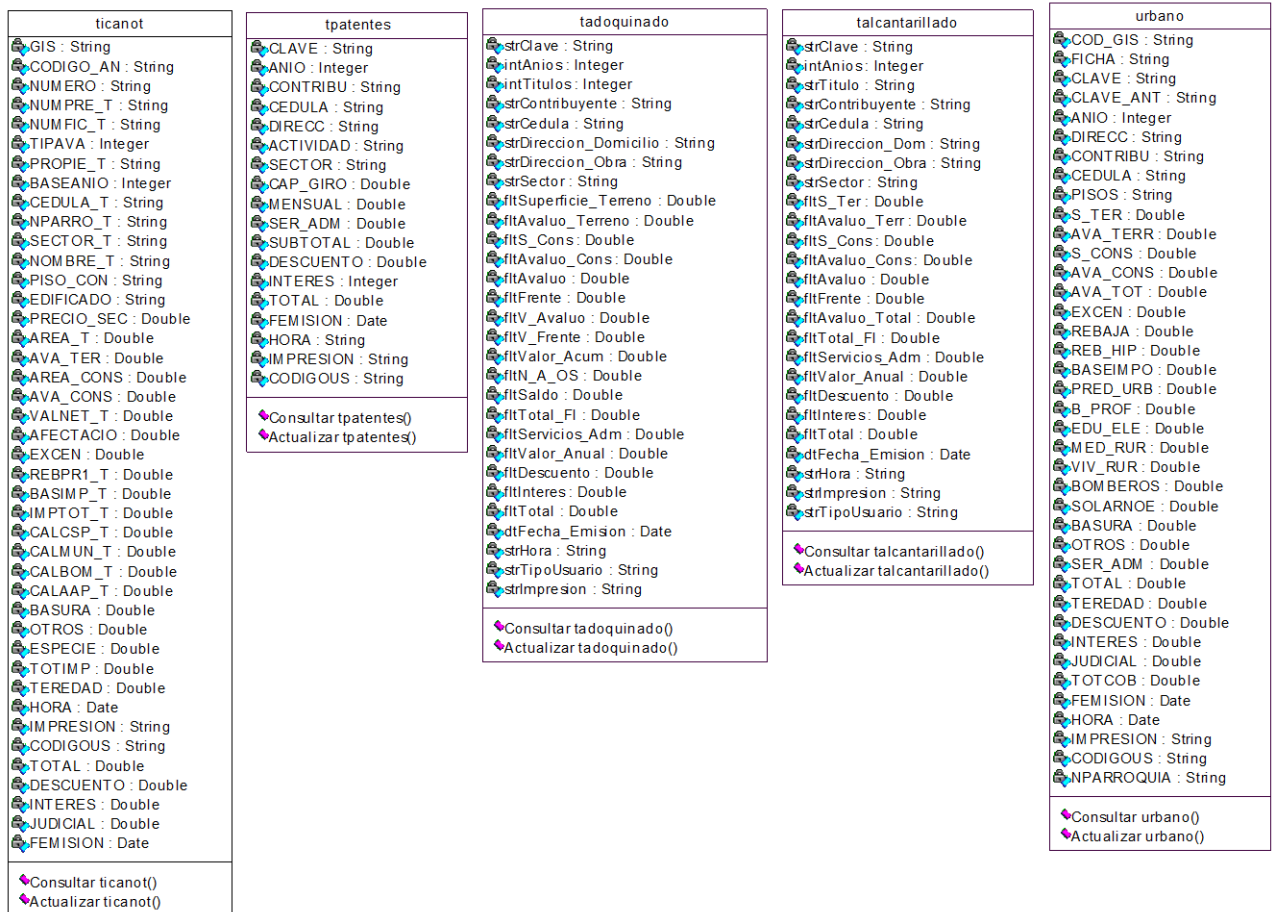 ticanot
GIS : String
CODIGO_AN : String
NUMERO : String
NUMPRE_T : String
NUMFIC_T : String
TIPAVA : Integer
PROPIE_T : String
BASEANIO : Integer
CEDULA_T : String
NPARRO_T : String
SECTOR_T : String
NOMBRE_T : String
PISO_CON : String
EDIFICADO : String
PRECIO_SEC : Double
AREA_T : Double
AVA_TER : Double
AREA_CONS : Double
AVA_CONS : Double
VALNET_T : Double
AFECTACIO : Double
EXCEN : Double
REBPR1_T : Double
BASIMP_T : Double
IMPTOT_T : Double
CALCSP_T : Double
CALMUN_T : Double
CALBOM_T : Double
CALAAP_T : Double
BASURA : Double
OTROS : Double
ESPECIE : Double
TOTIMP : Double
TEREDAD : Double
HORA : Date
IMPRESION : String
CODIGOUS : String
TOTAL : Double
DESCUENTO : Double
INTERES : Double
JUDICIAL : Double
FEMISION : Date
Consultar ticanot()
Actualizar ticanot()
tpatentes
CLAVE : String
ANIO : Integer
CONTRIBU : String
CEDULA : String
DIRECC : String
ACTIVIDAD : String
SECTOR : String
CAP_GIRO : Double
MENSUAL : Double
SER_ADM : Double
SUBTOTAL : Double
DESCUENTO : Double
INTERES : Integer
TOTAL : Double
FEMISION : Date
HORA : String
IMPRESION : String
CODIGOUS : String
Consultar tpatentes()
Actualizar tpatentes()
tadoquinado
strClave : String
intAnios : Integer
intTitulos : Integer
strContribuyente : String
strCedula : String
strDireccion_Domicilio : String
strDireccion_Obra : String
strSector : String
fltSuperficie_Terreno : Double
fltAvaluo_Terreno : Double
fltS_Cons : Double
fltAvaluo_Cons : Double
fltAvaluo : Double
fltFrente : Double
fltV_Avaluo : Double
fltV_Frente : Double
fltValor_Acum : Double
fltN_A_OS : Double
fltSaldo : Double
fltTotal_Fl : Double
fltServicios_Adm : Double
fltValor_Anual : Double
fltDescuento : Double
fltInteres : Double
fltTotal : Double
dtFecha_Emision : Date
strHora : String
strTipoUsuario : String
strImpresion : String
Consultar tadoquinado()
Actualizar tadoquinado()
talcantarillado
strClave : String
intAnios : Integer
strTitulo : String
strContribuyente : String
strCedula : String
strDireccion_Dom : String
strDireccion_Obra : String
strSector : String
fltS_Ter : Double
fltAvaluo_Terr : Double
fltS_Cons : Double
fltAvaluo_Cons : Double
fltAvaluo : Double
fltFrente : Double
fltAvaluo_Total : Double
fltTotal_Fl : Double
fltServicios_Adm : Double
fltValor_Anual : Double
fltDescuento : Double
fltInteres : Double
fltTotal : Double
dtFecha_Emision : Date
strHora : String
strImpresion : String
strTipoUsuario : String
Consultar talcantarillado()
Actualizar talcantarillado()
urbano
COD_GIS : String
FICHA : String
CLAVE : String
CLAVE_ANT : String
ANIO : Integer
DIRECC : String
CONTRIBU : String
CEDULA : String
PISOS : String
S_TER : Double
AVA_TERR : Double
S_CONS : Double
AVA_CONS : Double
AVA_TOT : Double
EXCEN : Double
REBAJA : Double
REB_HIP : Double
BASEIMPO : Double
PRED_URB : Double
B_PROF : Double
EDU_ELE : Double
MED_RUR : Double
VIV_RUR : Double
BOMBEROS : Double
SOLARNOE : Double
BASURA : Double
OTROS : Double
SER_ADM : Double
TOTAL : Double
TEREDAD : Double
DESCUENTO : Double
INTERES : Double
JUDICIAL : Double
TOTCOB : Double
FEMISION : Date
HORA : Date
IMPRESION : String
CODIGOUS : String
NPARROQUIA : String
Consultar urbano()
Actualizar urbano()